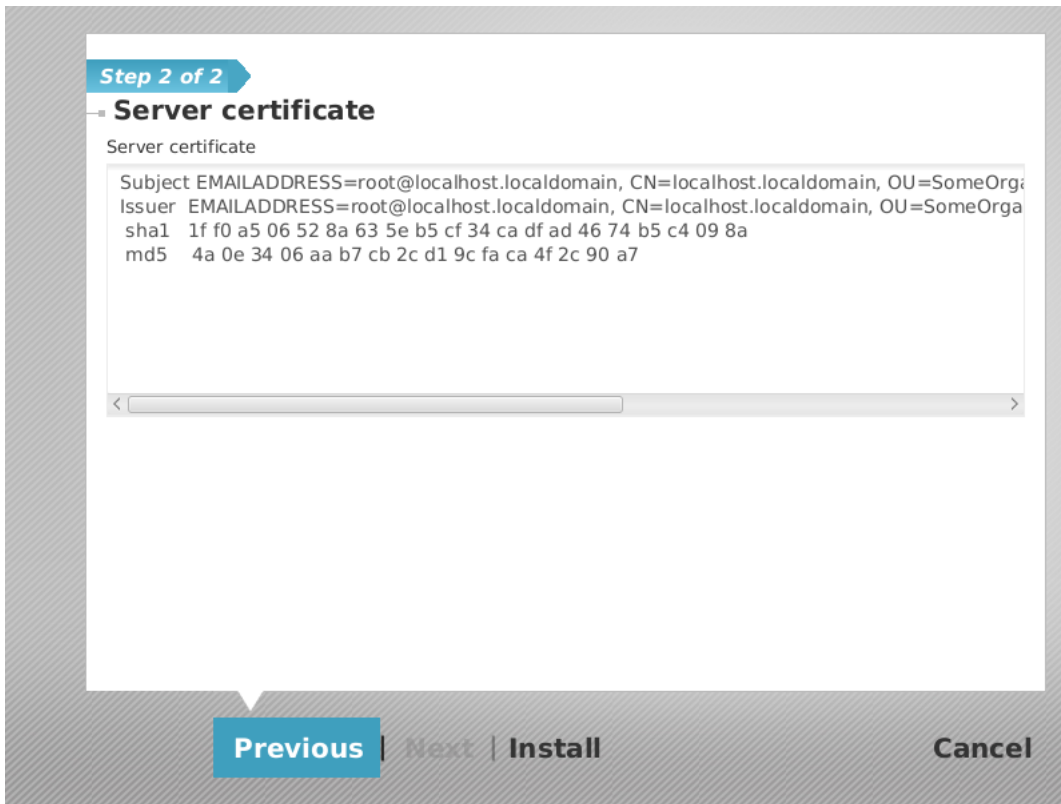 Step 2 of 2
Server certificate
Server certificate
Subject EMAILADDRESS=root@localhost.localdomain, CN=localhost.localdomain, OU=SomeOrga
Issuer EMAILADDRESS=root@localhost.localdomain, CN=localhost.localdomain, OU=SomeOrga
sha1 1f f0 a5 06 52 8a 63 5e b5 cf 34 ca df ad 46 74 b5 c4 09 8a
md5 4a 0e 34 06 aa b7 cb 2c d1 9c fa ca 4f 2c 90 a7
Previous | Next | Install Cancel